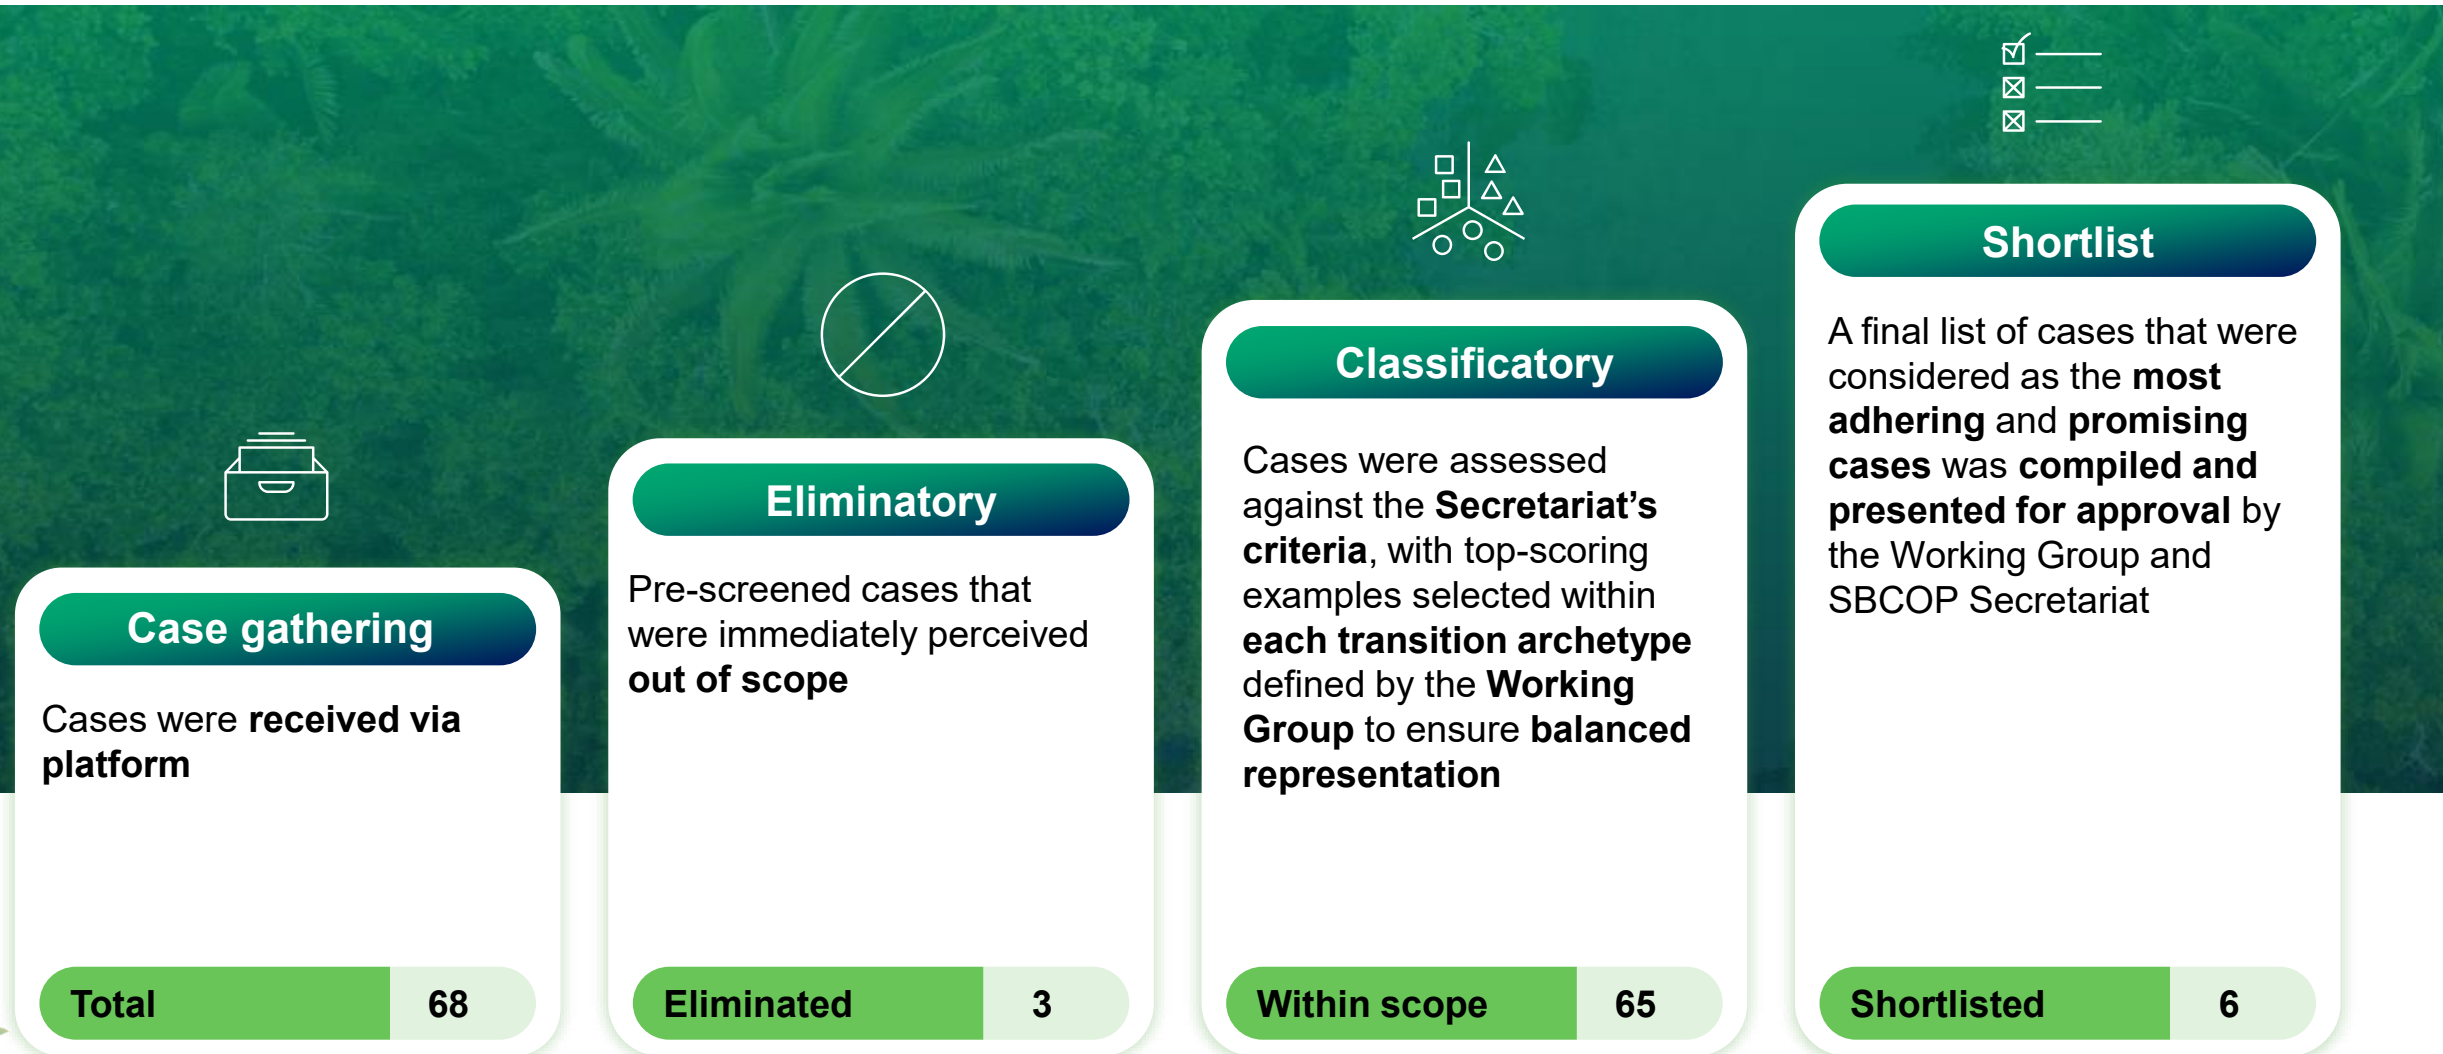 Case gathering
Cases were received via
platform
Total 68
Eliminatory
Pre-screened cases that
were immediately perceived
out of scope
Eliminated 3
Classificatory
Cases were assessed
against the Secretariat’s
criteria, with top-scoring
examples selected within
each transition archetype
defined by the Working
Group to ensure balanced
representation
Within scope 65
Shortlist
A final list of cases that were
considered as the most
adhering and promising
cases was compiled and
presented for approval by
the Working Group and
SBCOP Secretariat
Shortlisted 6